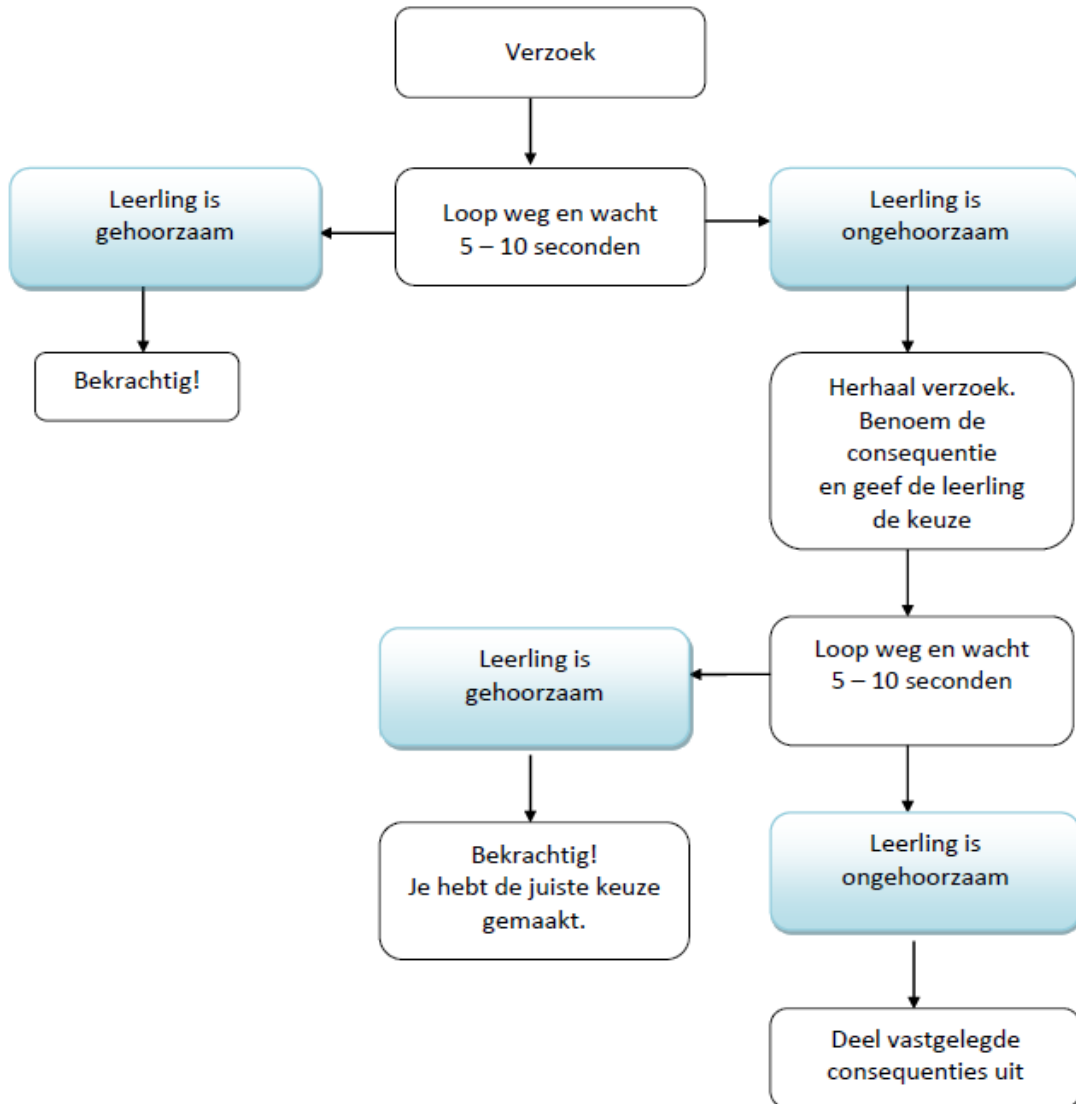 Verzoek
Leerling is
gehoorzaam
Loop weg en wacht
5 – 10 seconden
Leerling is
ongehoorzaam
Bekrachtig!
Herhaal verzoek.
Benoem de
consequentie
en geef de leerling
de keuze
Leerling is
gehoorzaam
Loop weg en wacht
5 – 10 seconden
Bekrachtig!
Je hebt de juiste keuze
gemaakt.
Leerling is
ongehoorzaam
Deel vastgelegde
consequenties uit